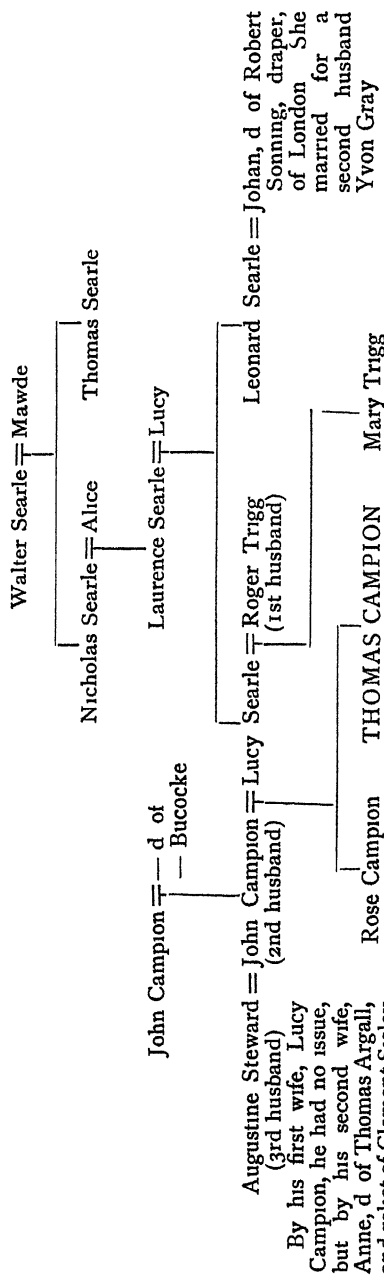 Walter Searle = Mawde
Nicholas Searle = Alice
Thomas Searle
John Campion = — d of
— Bucocke
Laurence Searle = Lucy
Augustine Steward = John Campion = Lucy Searle = Roger Trigg
(3rd husband)
(2nd husband)
(1st husband)
Leonard Searle = Johan, d of Robert
Sonning, draper,
of London She
married for a
second husband
Yvon Gray
By his first wife, Lucy
Campion, he had no issue,
but by his second wife,
Anne, d of Thomas Argall,
Rose Campion
THOMAS CAMPION
Mary Trigg